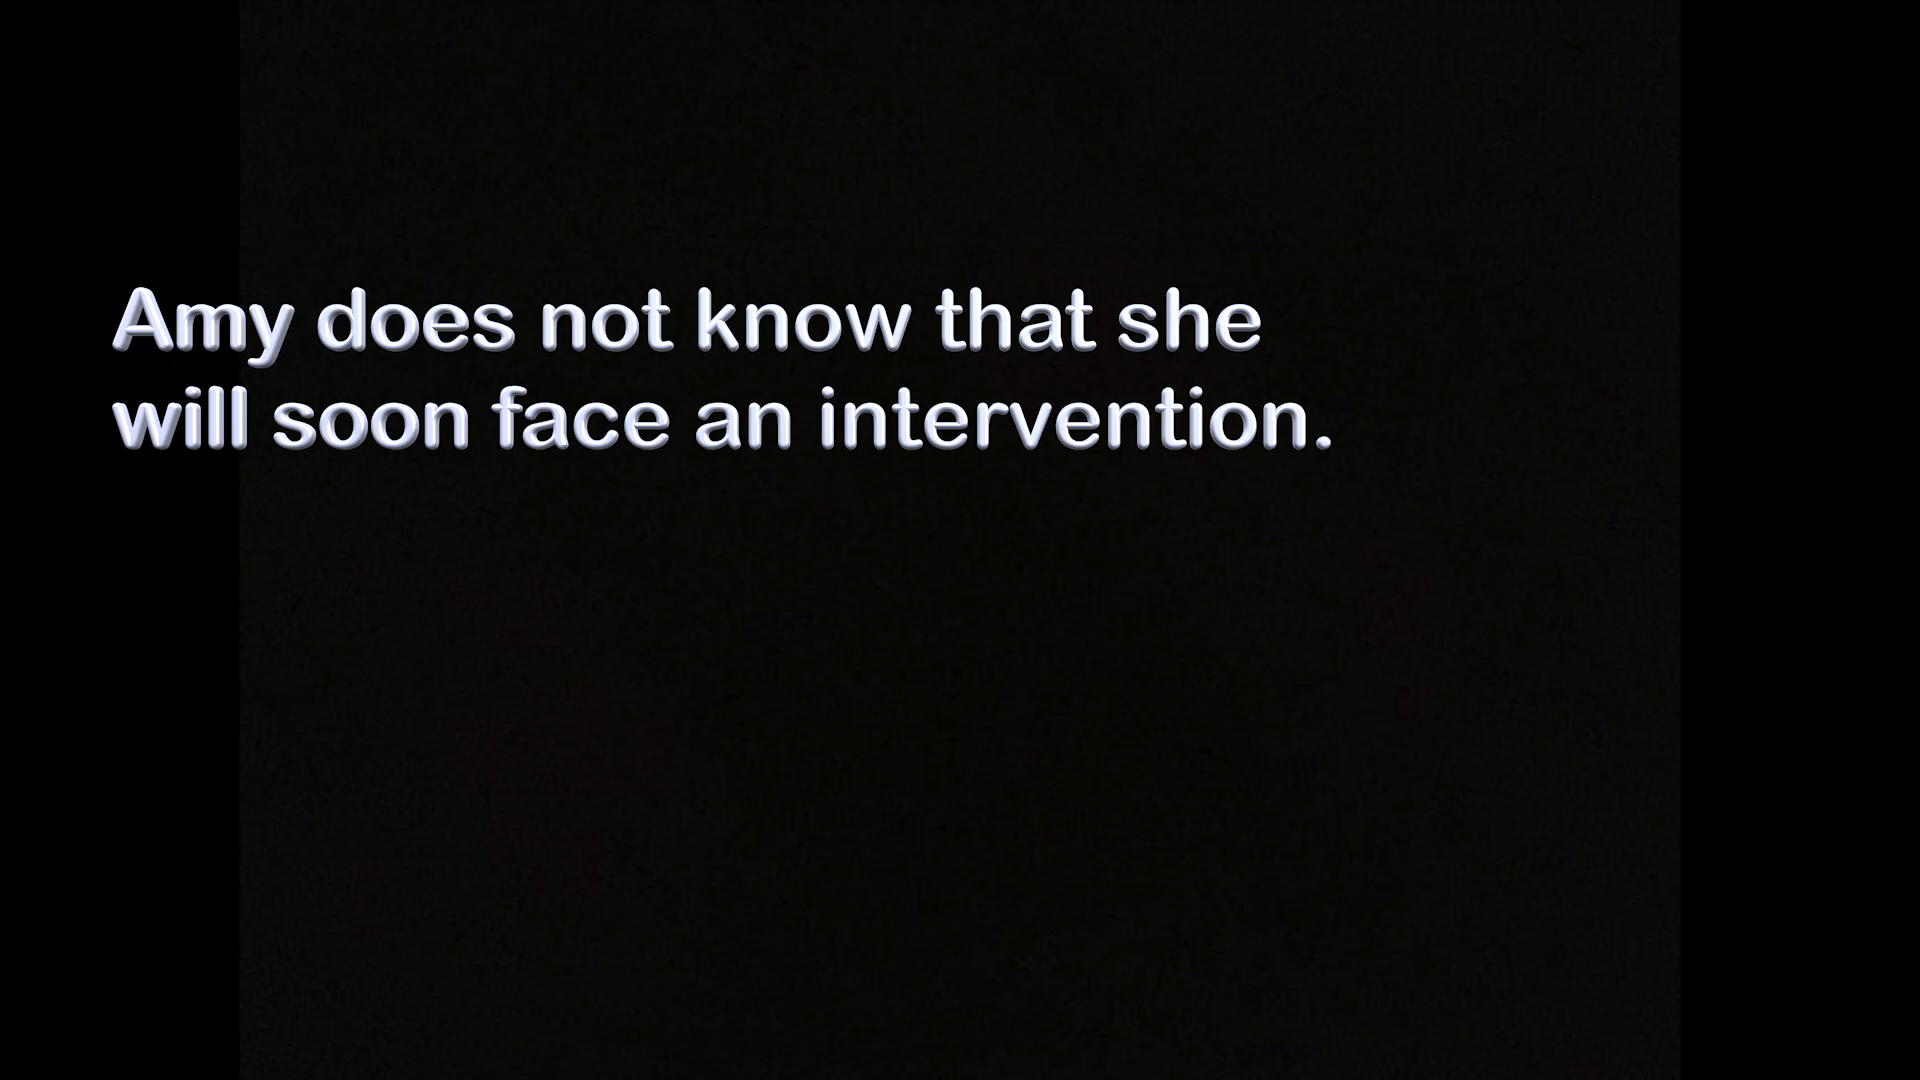 Amy does not know that she
will soon face an intervention.